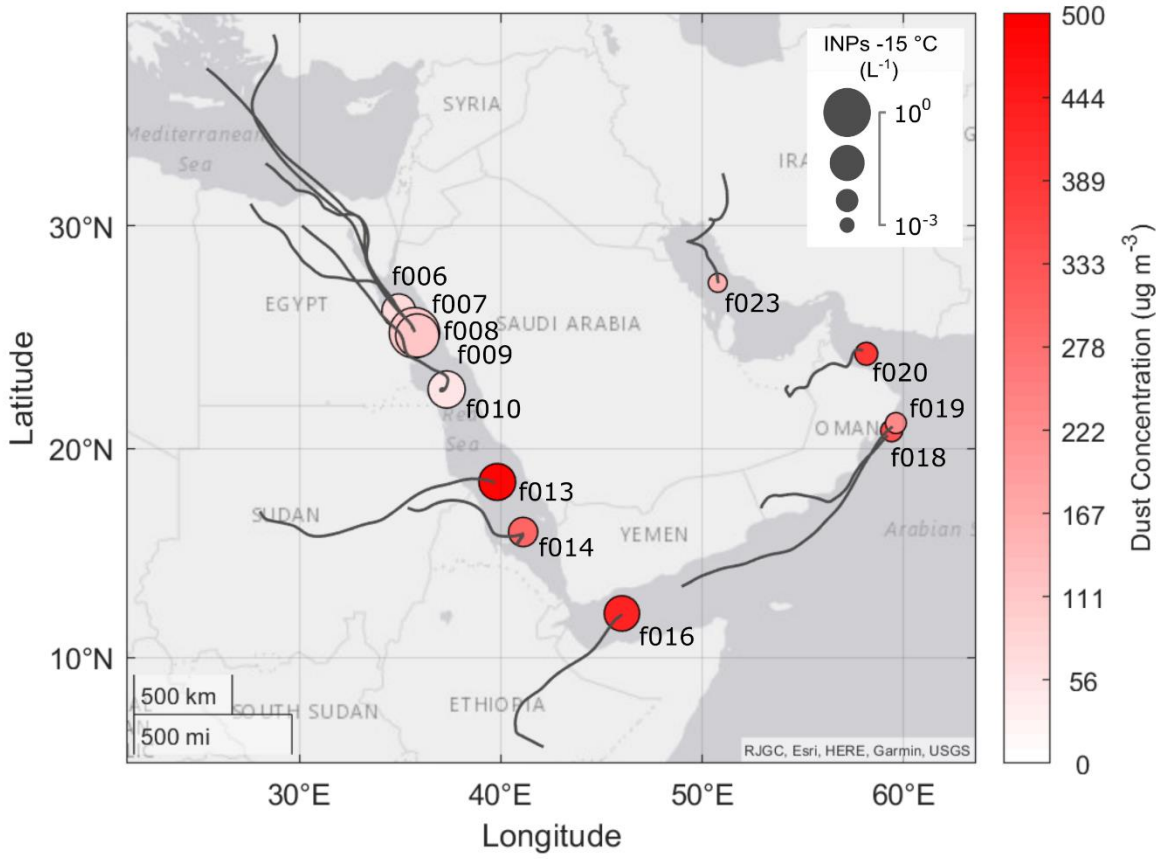 INPs -15 °C
(L-1)
10^0
10^-3
SYRIA
Mediterranean
Sea
IRA
30°N
f006
f007
f008
f009
EGYPT
SAUDI ARABIA
f023
f020
f010
Red
Sea
f019
OMAN
f018
20°N
f013
SUDAN
f014
YEMEN
Arabian S
f016
10°N
ETHIOPIA
SOUTH SUDAN
500 km
500 mi
RJGC, Esri, HERE, Garmin, USGS
30°E
40°E
50°E
60°E
Longitude
Latitude
500
444
389
333
278
222
167
111
56
0
Dust Concentration (ug m-3)